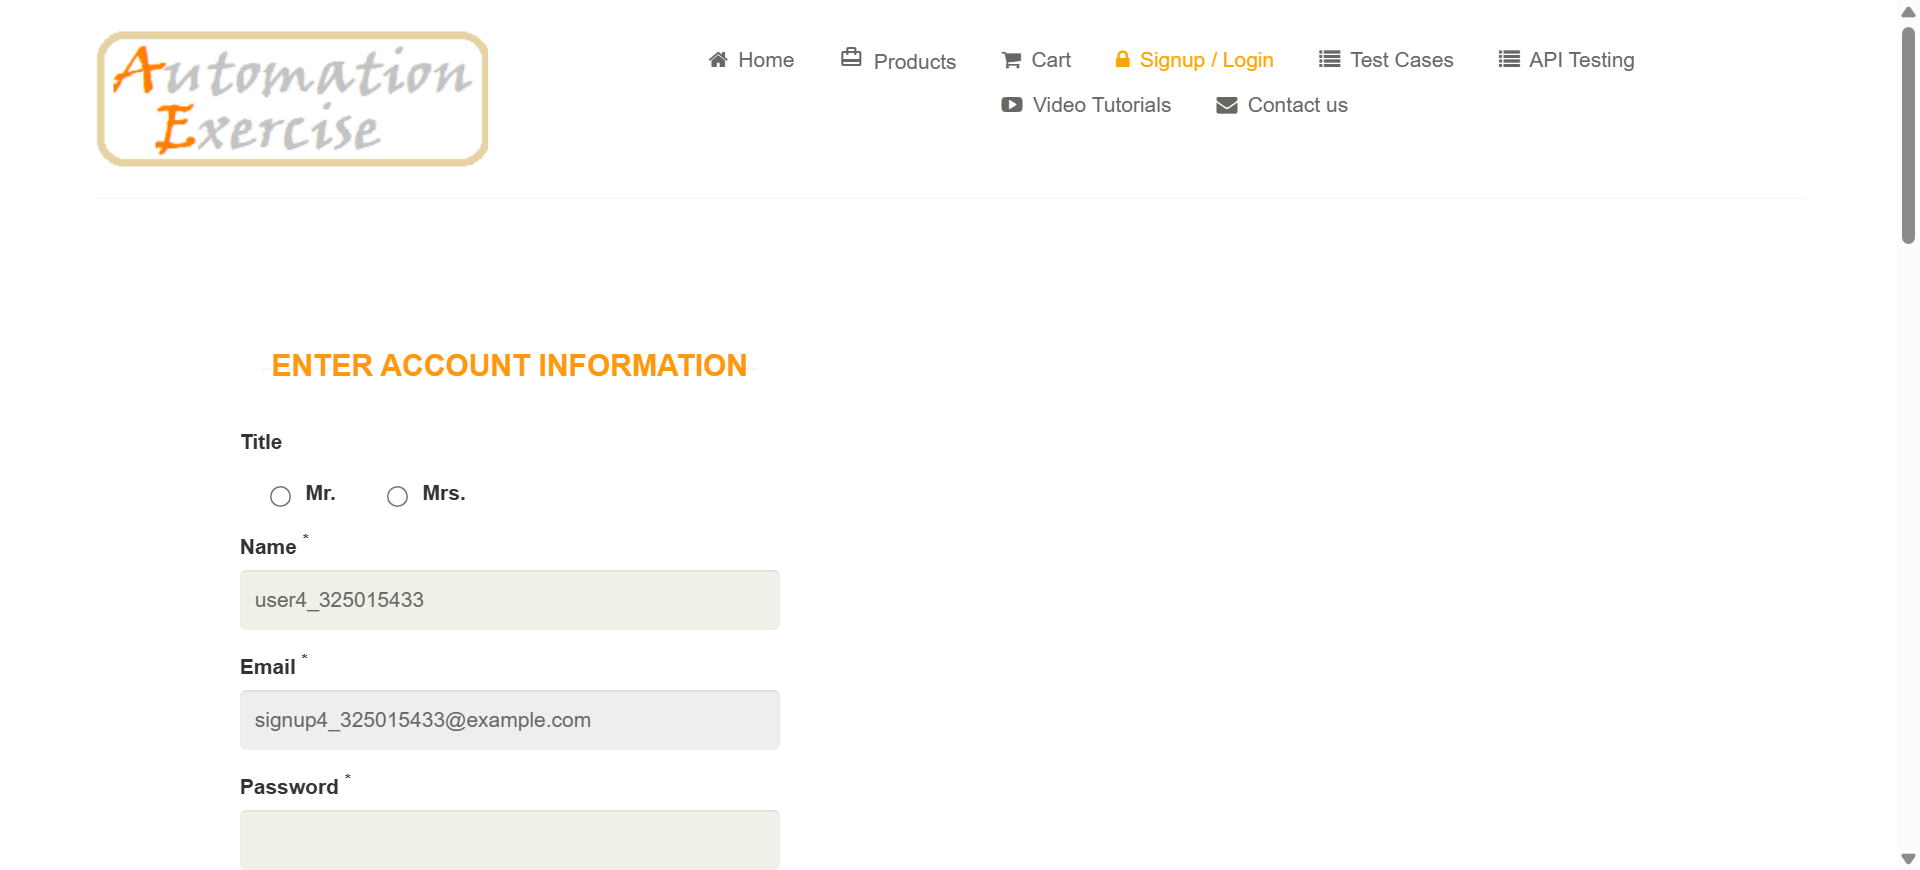 Automation
Exercise
Home Products Cart Signup / Login Test Cases API Testing
Video Tutorials Contact us
ENTER ACCOUNT INFORMATION
Title
Mr. Mrs.
Name *
user4_325015433
Email *
signup4_325015433@example.com
Password *